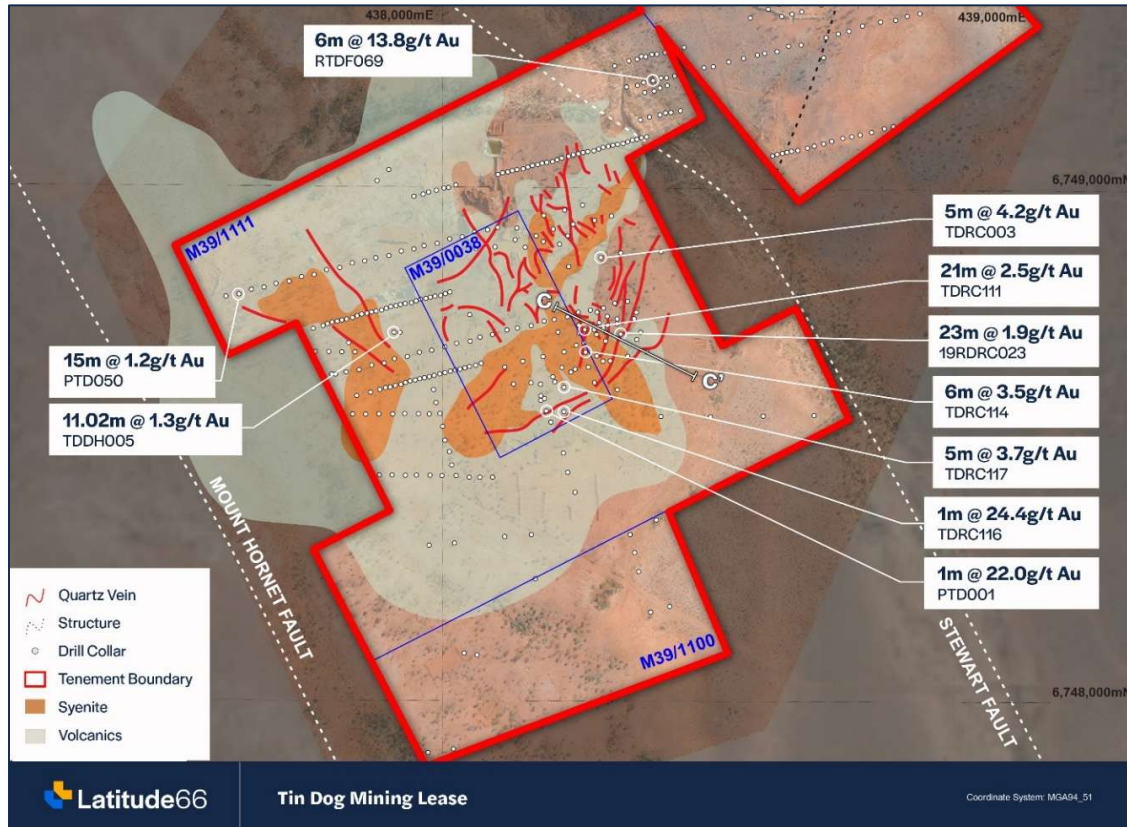 438,000mE
439,000mE
6m @ 13.8g/t Au
RTDF069
6,749,000mN
M39/1111
M39/0038
5m @ 4.2g/t Au
TDRC003
21m @ 2.5g/t Au
TDRC111
C
23m @ 1.9g/t Au
19RDRC023
15m @ 1.2g/t Au
PTD050
C'
6m @ 3.5g/t Au
TDRC114
11.02m @ 1.3g/t Au
TDDH005
5m @ 3.7g/t Au
TDRC117
1m @ 24.4g/t Au
TDRC116
1m @ 22.0g/t Au
PTD001
MOUNT HORNET FAULT
STEWART FAULT
M39/1100
6,748,000mN
Quartz Vein
Structure
Drill Collar
Tenement Boundary
Syenite
Volcanics
Latitude66
Tin Dog Mining Lease
Coordinate System: MGA94_51